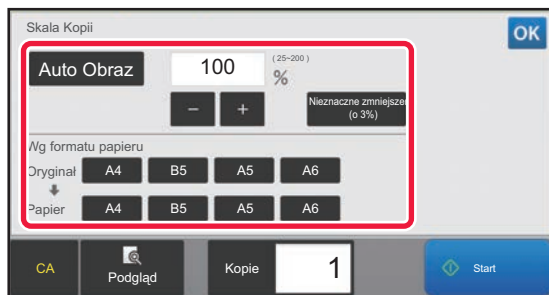 Skala Kopii
OK
Auto Obraz 100 (25~200) %
− +
Nieznaczne zmniejszen
(o 3%)
Wg formatu papieru
Oryginał A4 B5 A5 A6
Papier A4 B5 A5 A6
CA Podgląd Kopie 1 Start